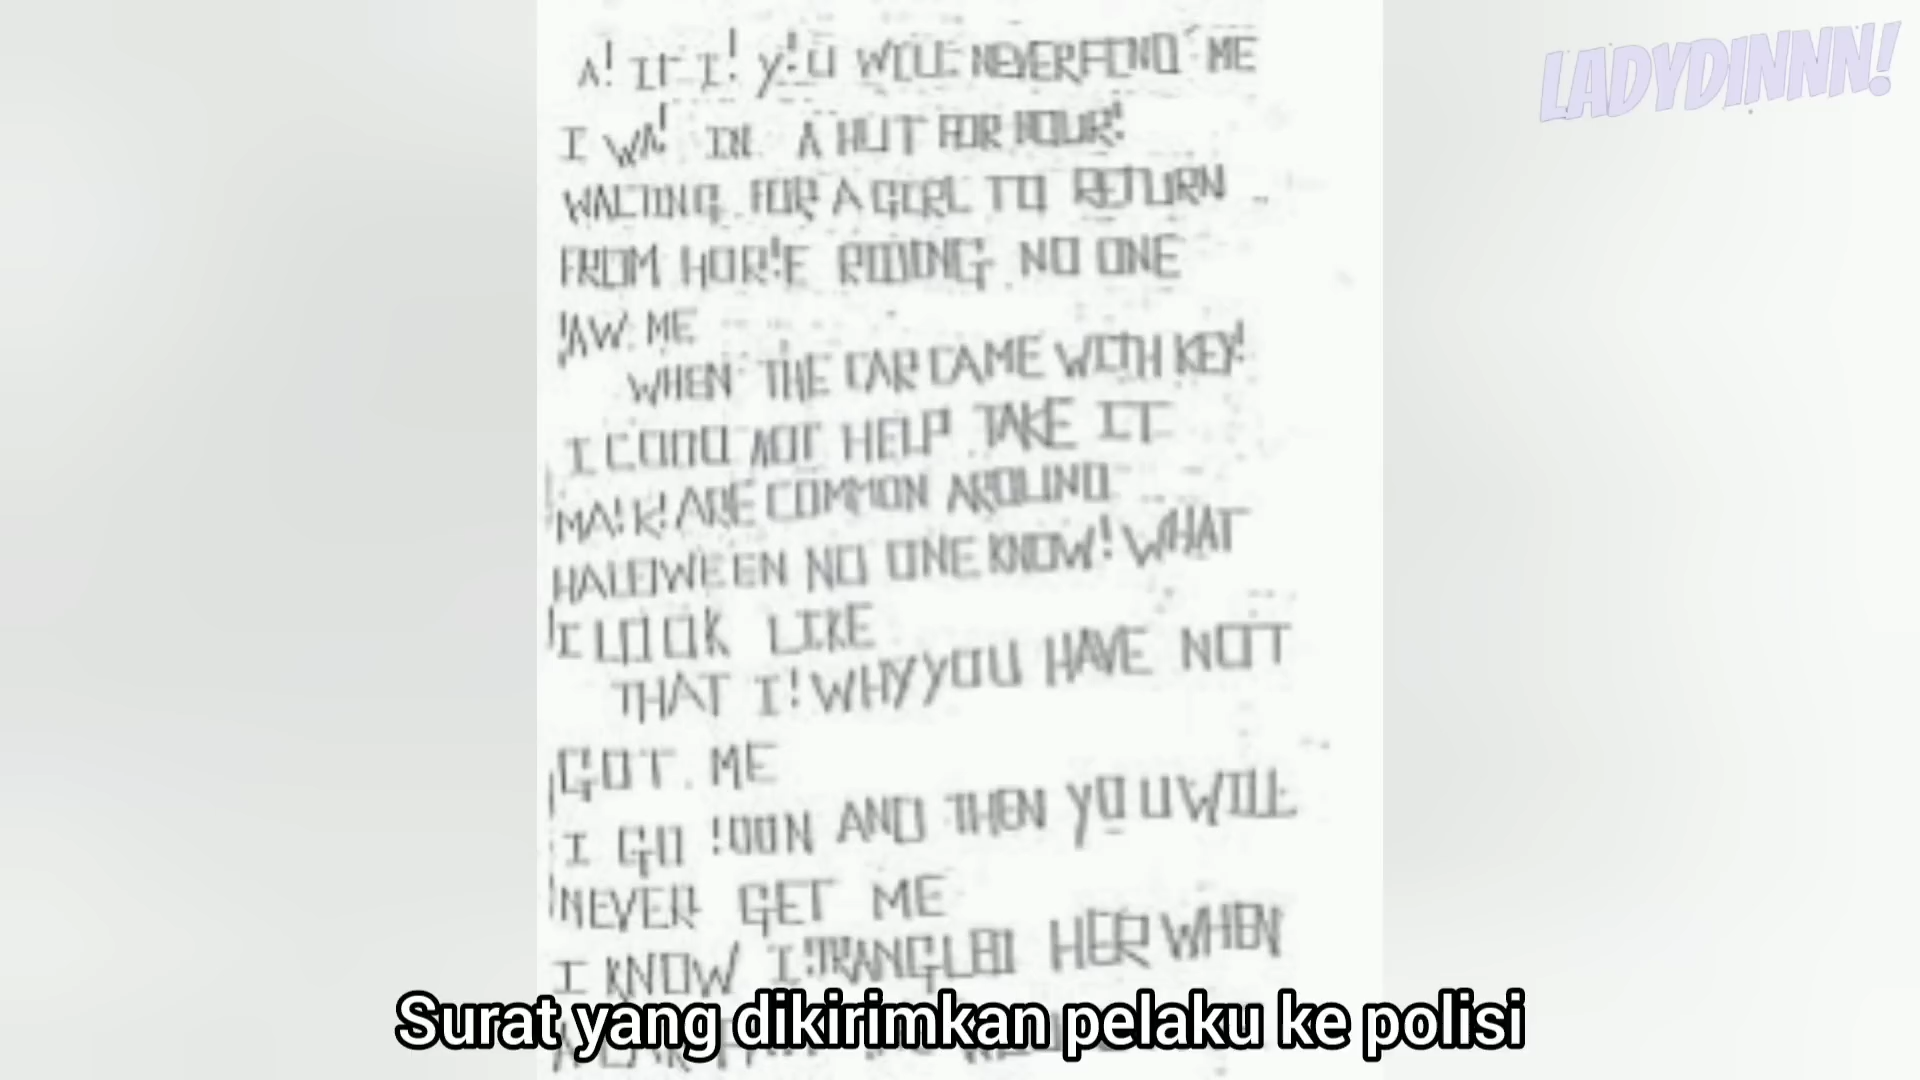 LADYDINNN!
A! IT I! YOU WILL NEVER FIND ME
I WA! IN A HUT FOR HOUR!
WAITING FOR A GIRL TO RETURN
FROM HOR!E RIDING NO ONE
!AW ME
WHEN THE CAR CAME WITH KEY!
I COULD NOT HELP TAKE IT
MA!K! ARE COMMON AROUND
HALLOWEEN NO ONE KNOW! WHAT
I LOOK LIKE
THAT I! WHY YOU HAVE NOT
GOT ME
I GO !OON AND THEN YOU WILL
NEVER GET ME
I KNOW I !TRANGLED HER WHEN
Surat yang dikirimkan pelaku ke polisi